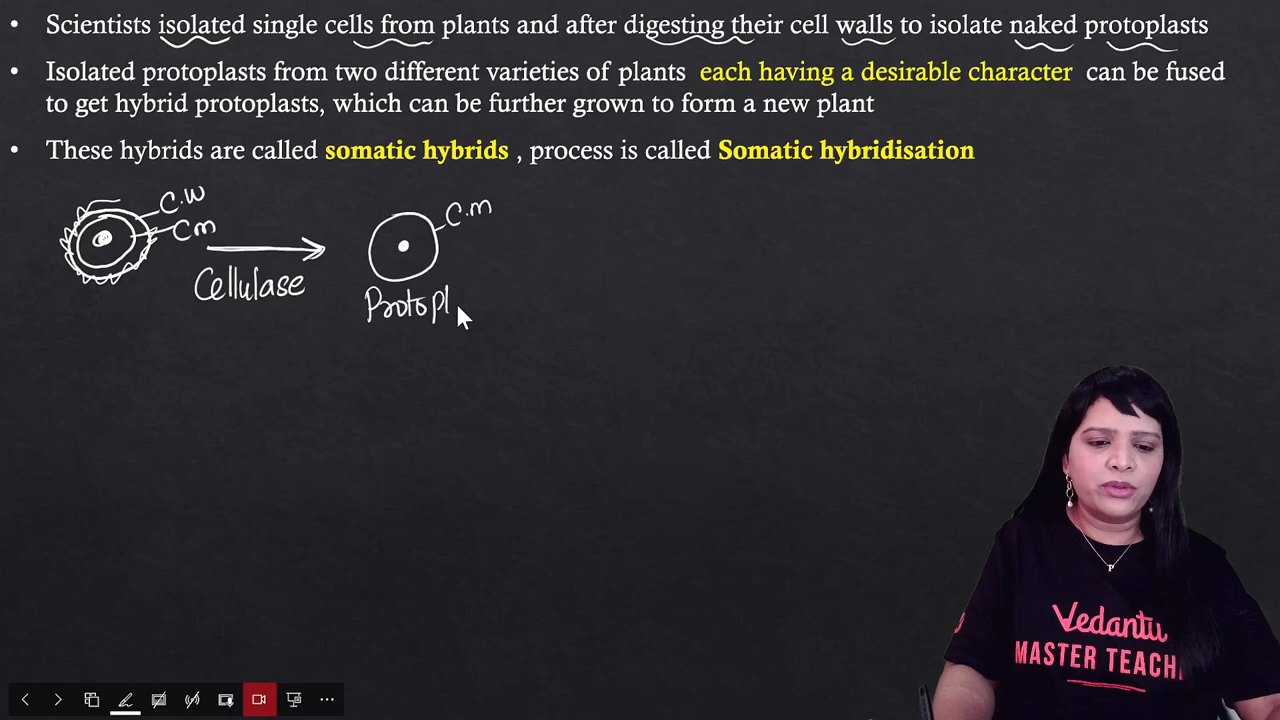 • Scientists isolated single cells from plants and after digesting their cell walls to isolate naked protoplasts
• Isolated protoplasts from two different varieties of plants each having a desirable character can be fused
to get hybrid protoplasts, which can be further grown to form a new plant
• These hybrids are called somatic hybrids , process is called Somatic hybridisation
C.W
Cm
C.m
Cellulase
Protopl
Vedantu
MASTER TEACH
P